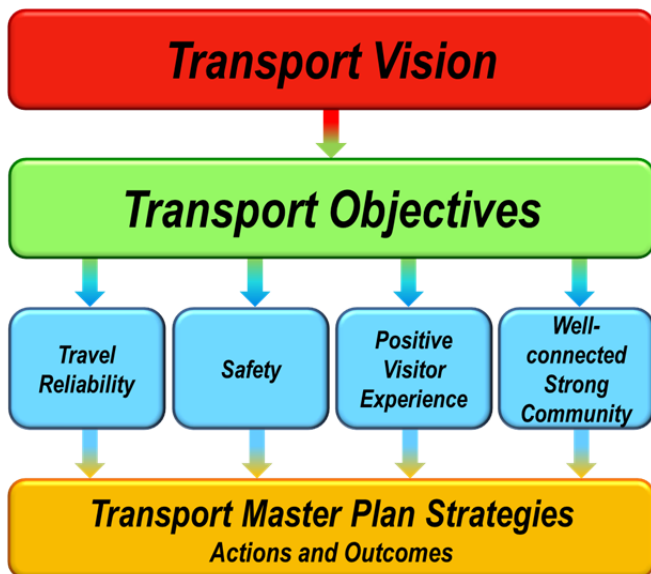 Transport Vision
Transport Objectives
Travel
Reliability
Safety
Positive
Visitor
Experience
Well-
connected
Strong
Community
Transport Master Plan Strategies
Actions and Outcomes